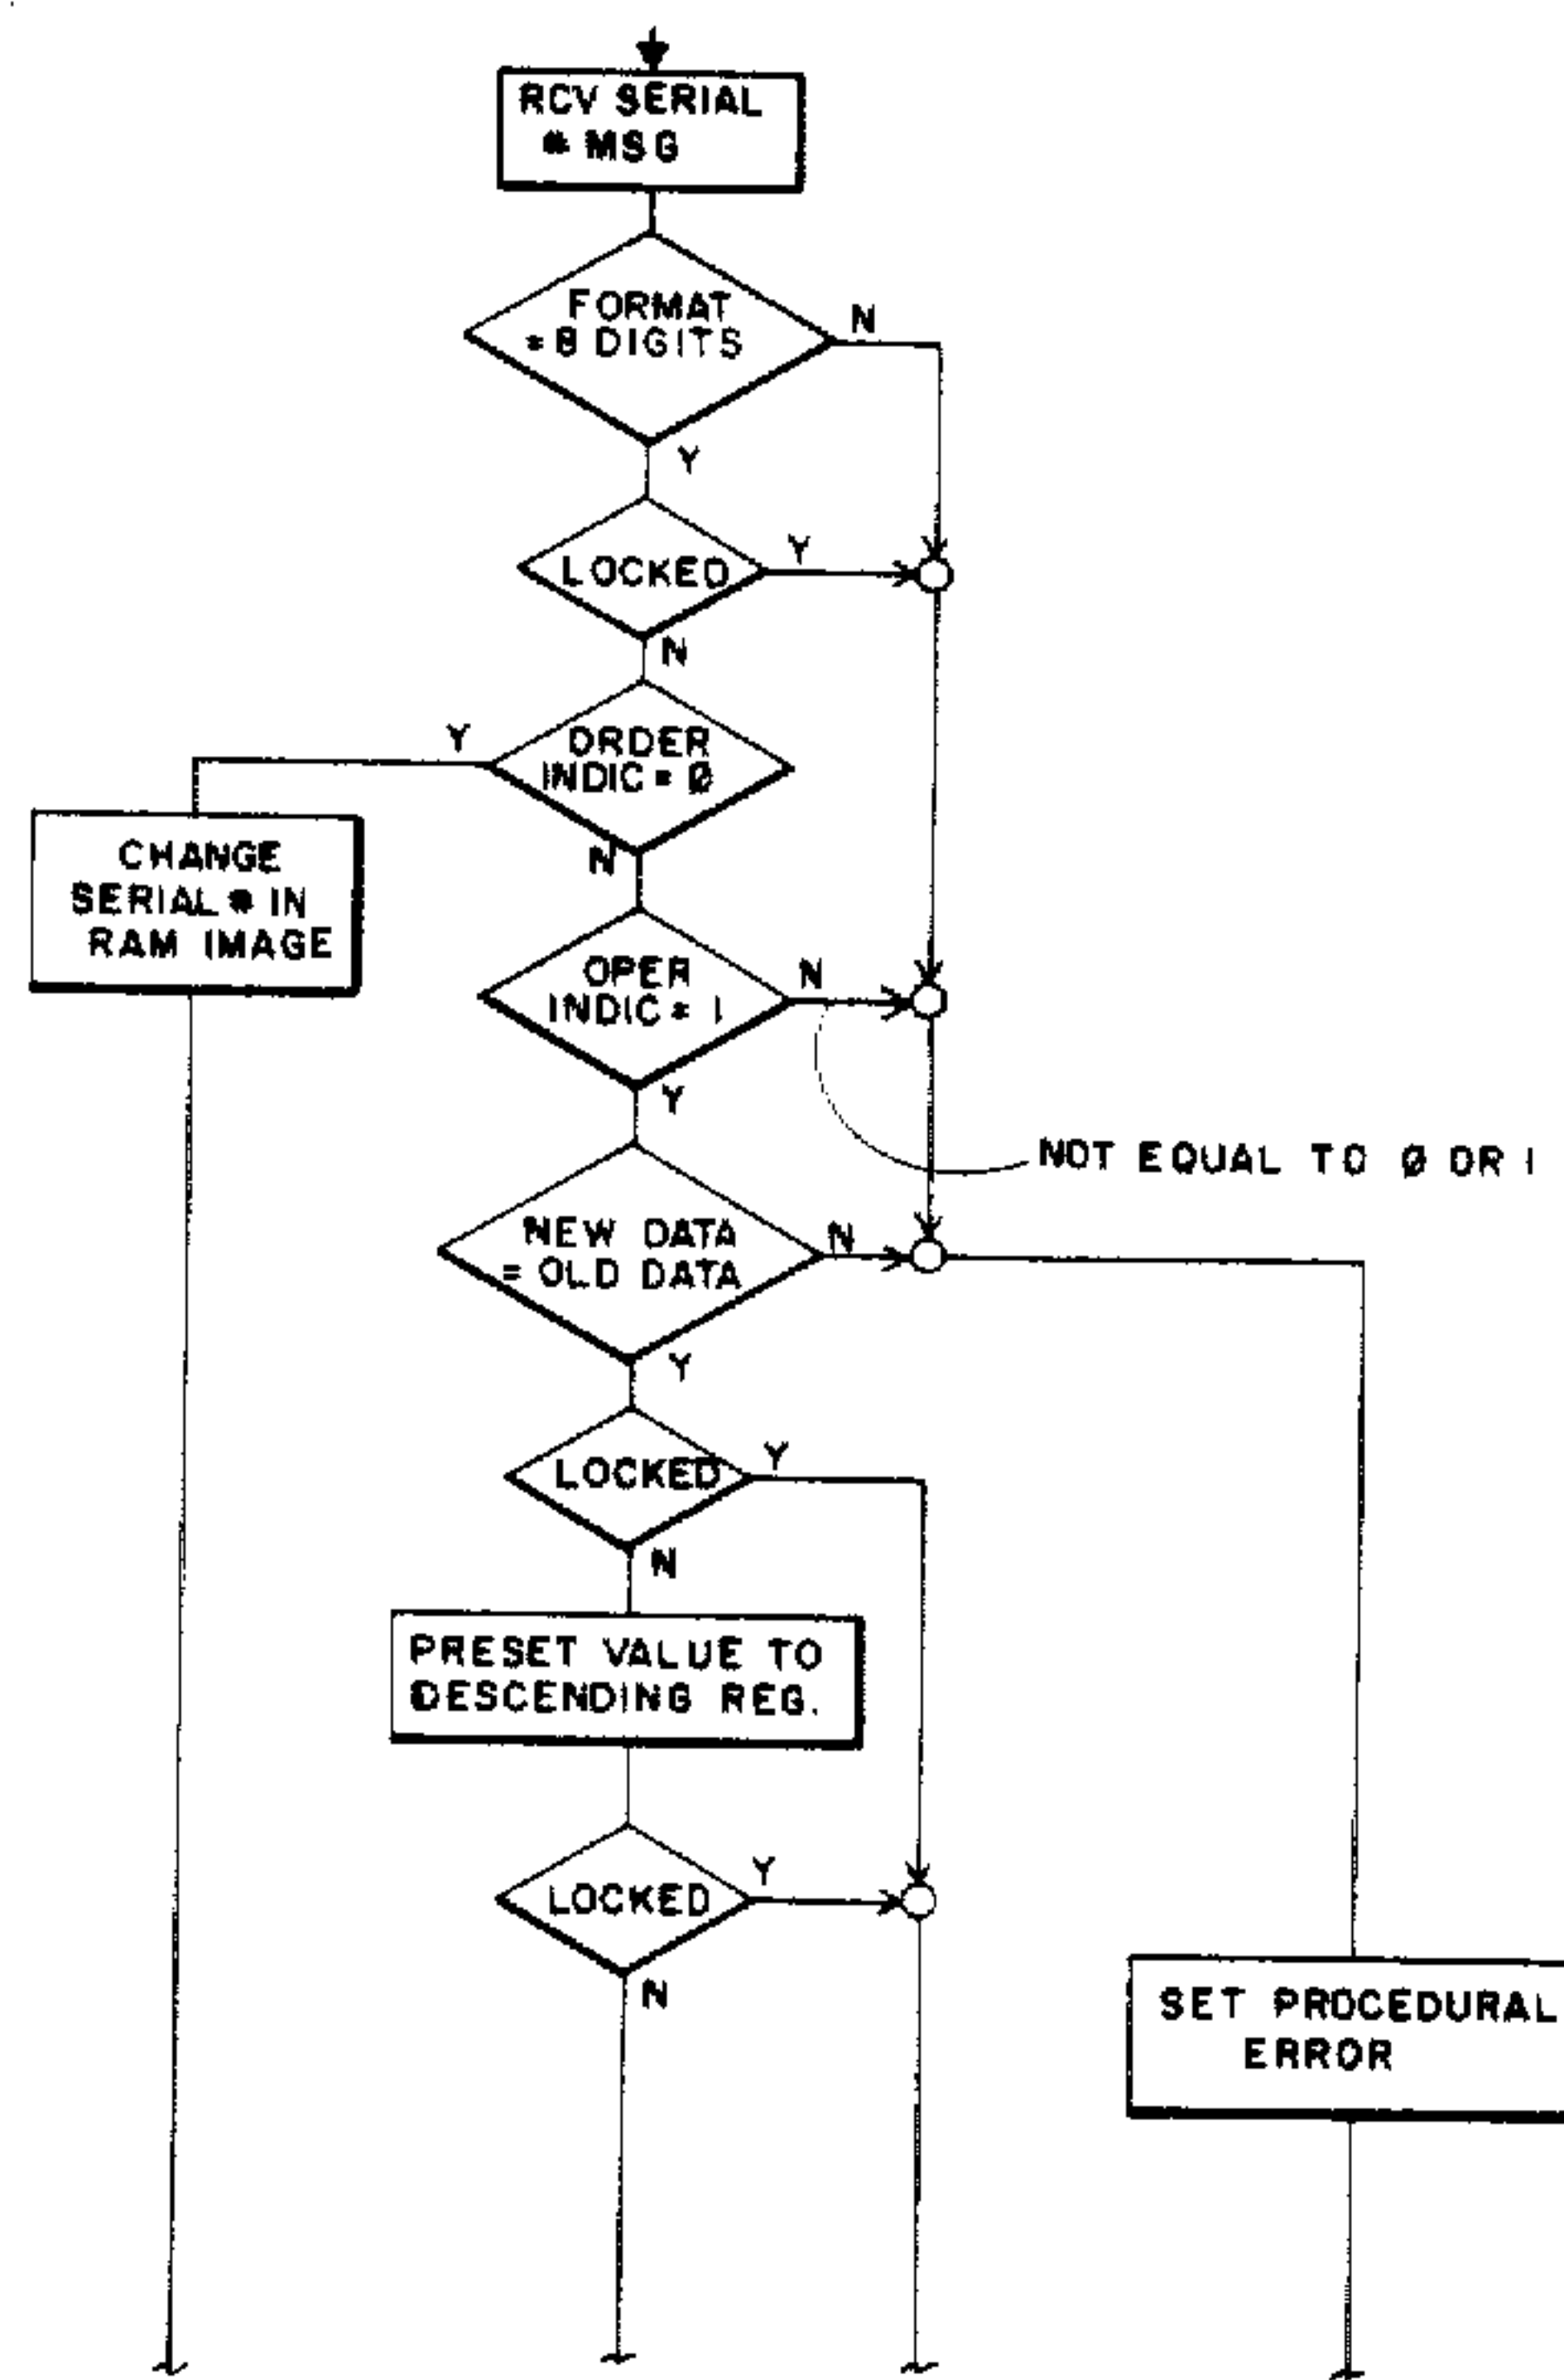 RCV SERIAL
# MSG
FORMAT
= 8 DIGITS
N
Y
LOCKED
Y
N
ORDER
INDIC = Ø
Y
N
CHANGE
SERIAL # IN
RAM IMAGE
OPER
INDIC = 1
N
Y
NOT EQUAL TO Ø OR 1
NEW DATA
= OLD DATA
N
Y
LOCKED
Y
N
PRESET VALUE TO
DESCENDING REG.
LOCKED
Y
N
SET PROCEDURAL
ERROR